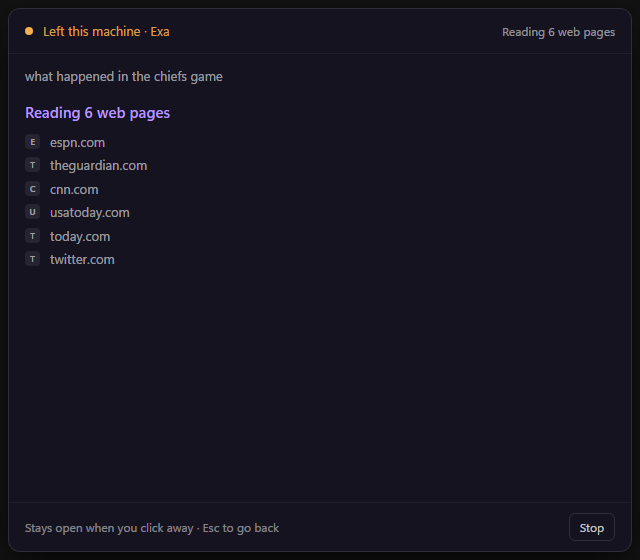 Left this machine · Exa
Reading 6 web pages
what happened in the chiefs game
Reading 6 web pages
E espn.com
T theguardian.com
C cnn.com
U usatoday.com
T today.com
T twitter.com
Stays open when you click away · Esc to go back
Stop